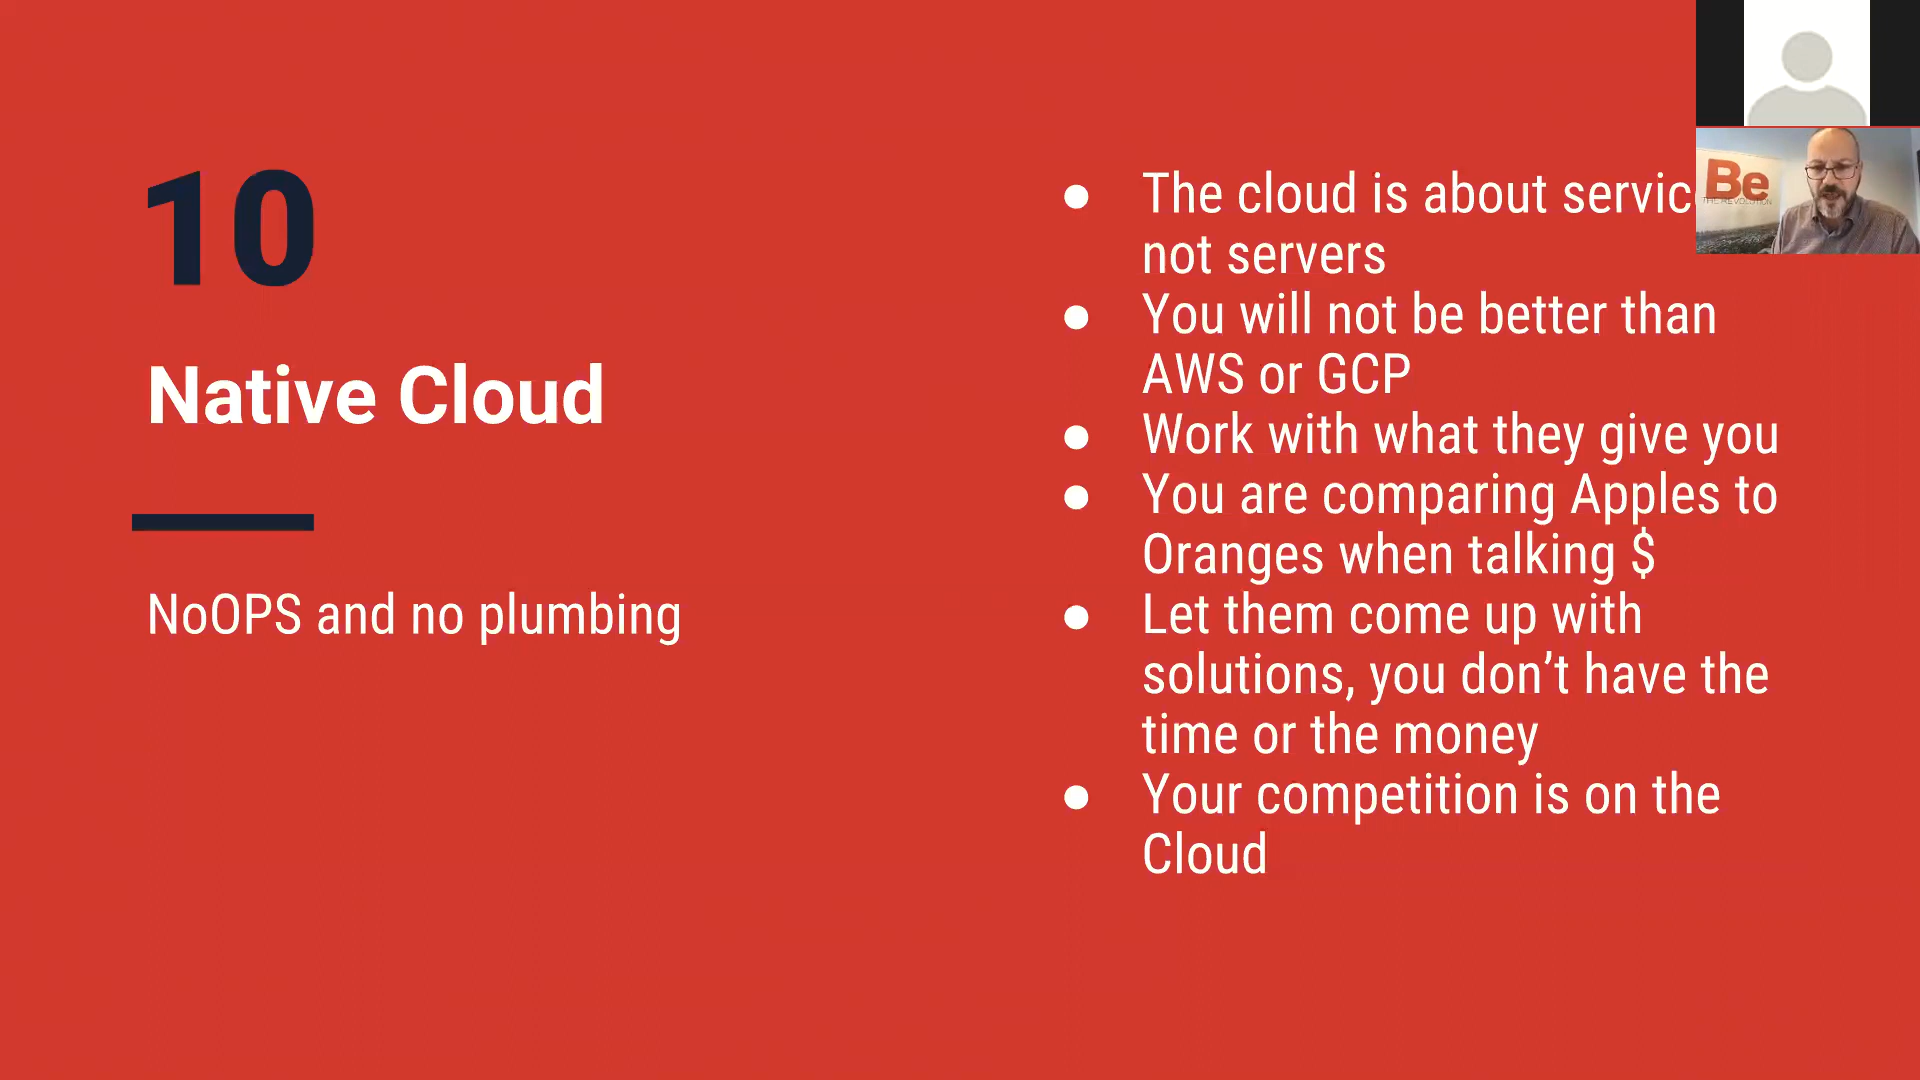 10
Native Cloud
NoOPS and no plumbing
● The cloud is about
not servers
● You will not be better than
AWS or GCP
● Work with what they give you
● You are comparing Apples to
Oranges when talking $
● Let them come up with
solutions, you don’t have the
time or the money
● Your competition is on the
Cloud
Be
THE REVOLUTION